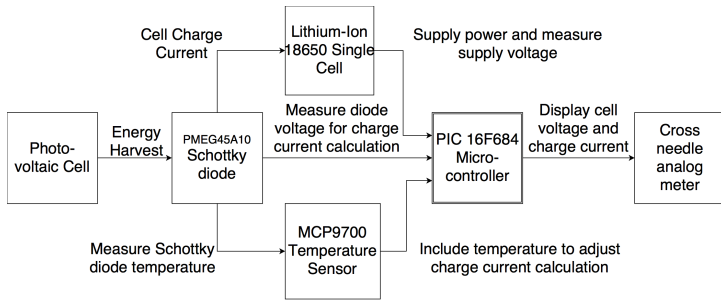 Cell Charge
Current
Lithium-Ion
18650 Single
Cell
Supply power and measure
supply voltage
Photo-
voltaic Cell
Energy
Harvest
PMEG45A10
Schottky
diode
Measure diode
voltage for charge
current calculation
PIC 16F684
Micro-
controller
Display cell
voltage and
charge current
Cross
needle
analog
meter
Measure Schottky
diode temperature
MCP9700
Temperature
Sensor
Include temperature to adjust
charge current calculation